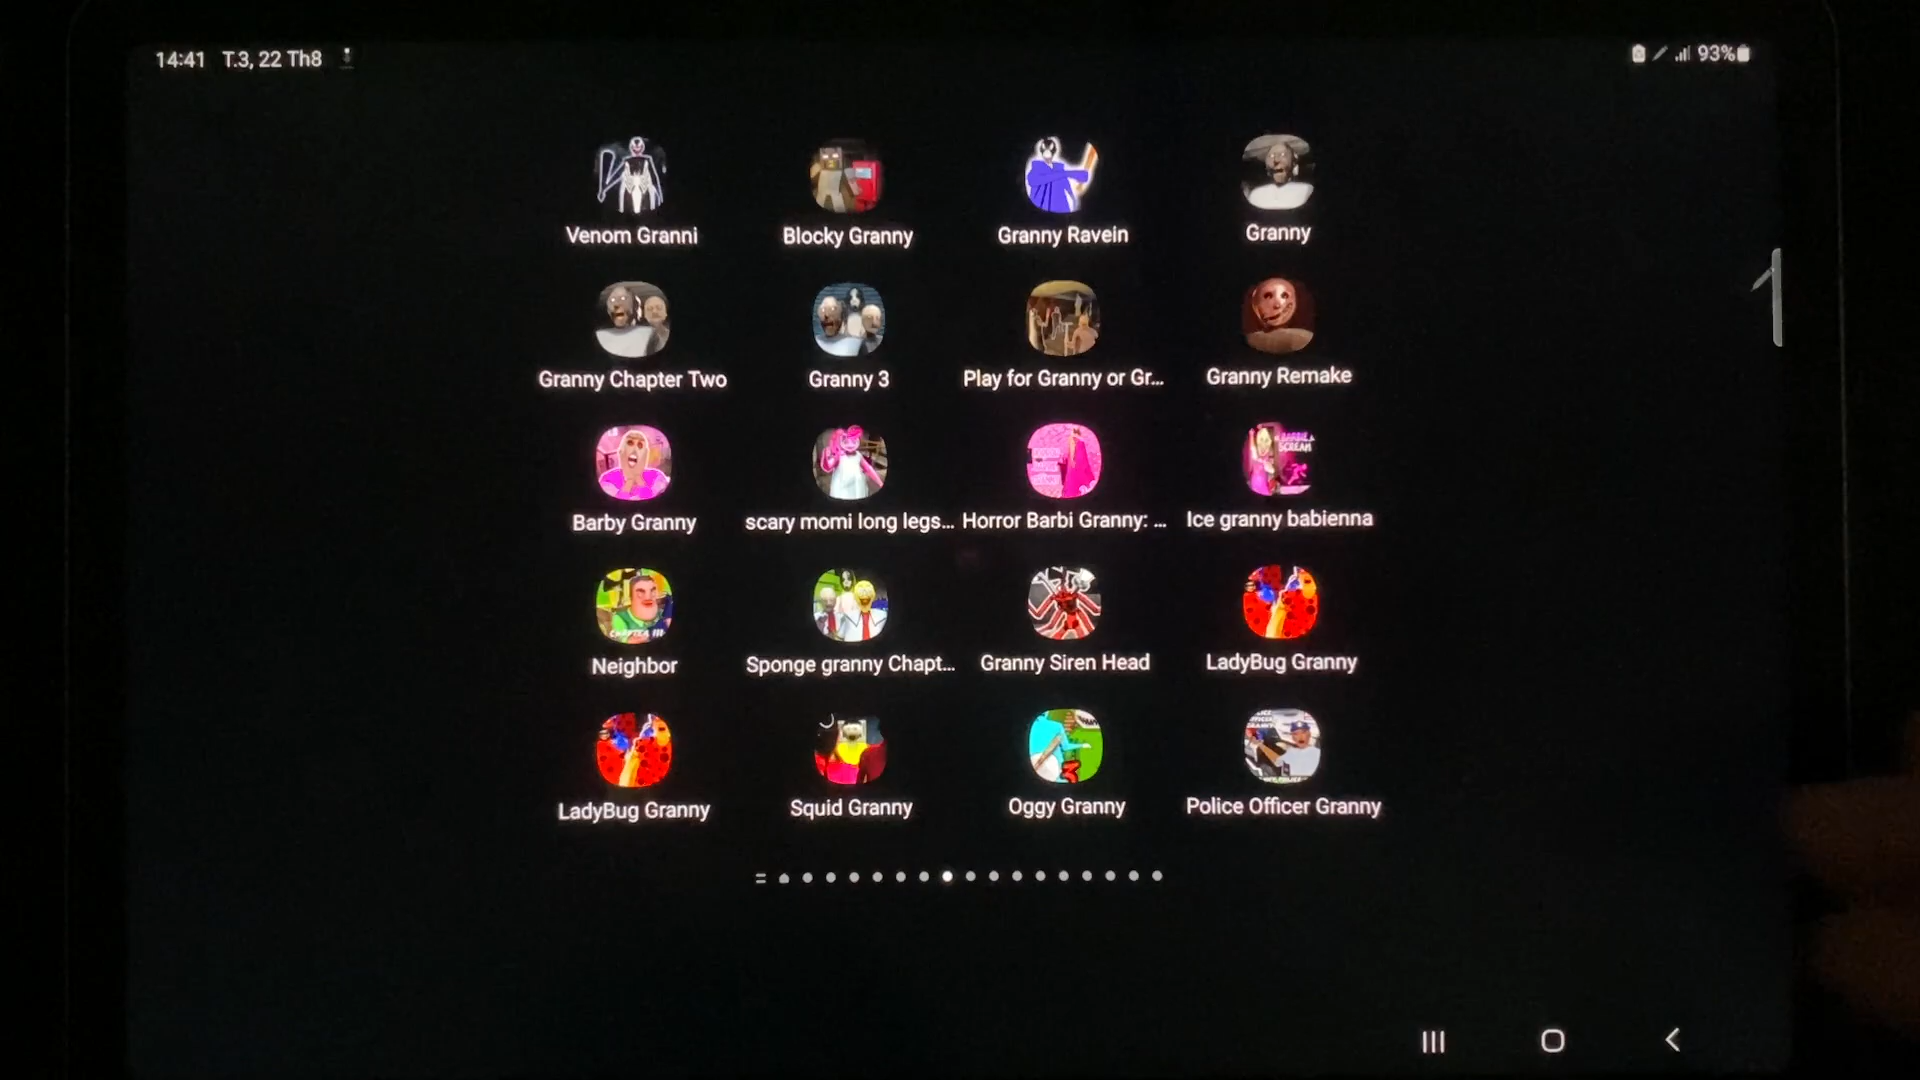 14:41 T.3, 22 Th8
93%
Venom Granni
Blocky Granny
Granny Ravein
Granny
Granny Chapter Two
Granny 3
Play for Granny or Gr...
Granny Remake
Barby Granny
scary momi long legs...
Horror Barbi Granny: ...
Ice granny babienna
Neighbor
Sponge granny Chapt...
Granny Siren Head
LadyBug Granny
LadyBug Granny
Squid Granny
Oggy Granny
Police Officer Granny